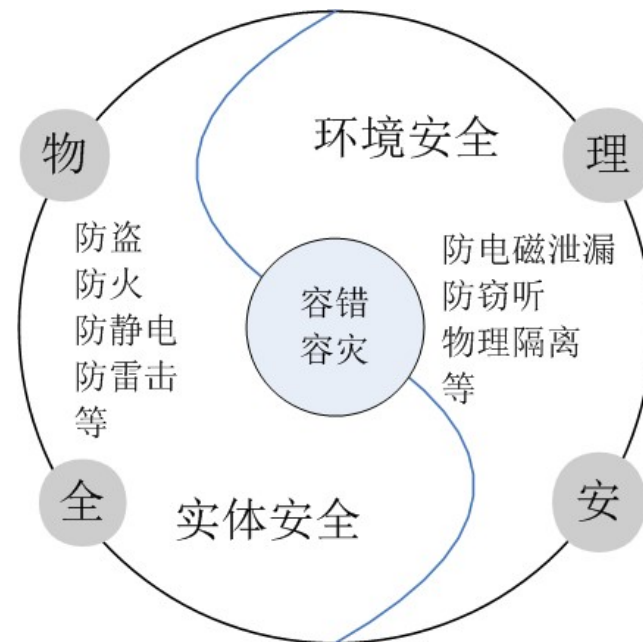 物
理
环境安全
防盗
防火
防静电
防雷击
等
容错
容灾
防电磁泄漏
防窃听
物理隔离
等
全
实体安全
安